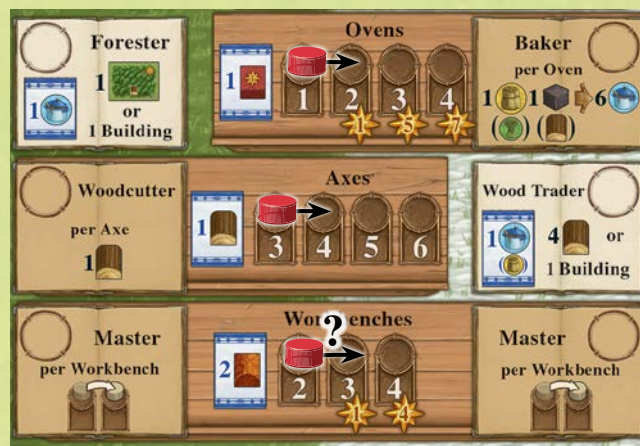 Forester
1
1
or
1 Building
Ovens
1
1 2 3 4
1 5 7
Baker
per Oven
1 1 6
( ) ( )
Woodcutter
per Axe
1
Axes
1
3 4 5 6
Wood Trader
1
4 or
( )
1 Building
Master
per Workbench
Workbenches
?
2
2 3 4
1 4
Master
per Workbench